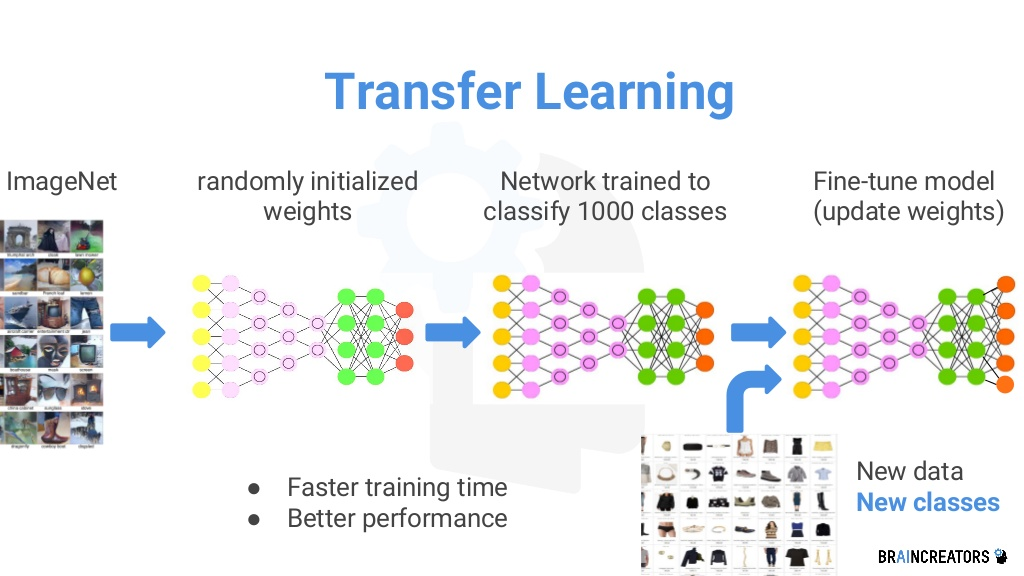 Transfer Learning
ImageNet
randomly initialized
weights
Network trained to
classify 1000 classes
Fine-tune model
(update weights)
● Faster training time
● Better performance
New data
New classes
BRAINCREATORS